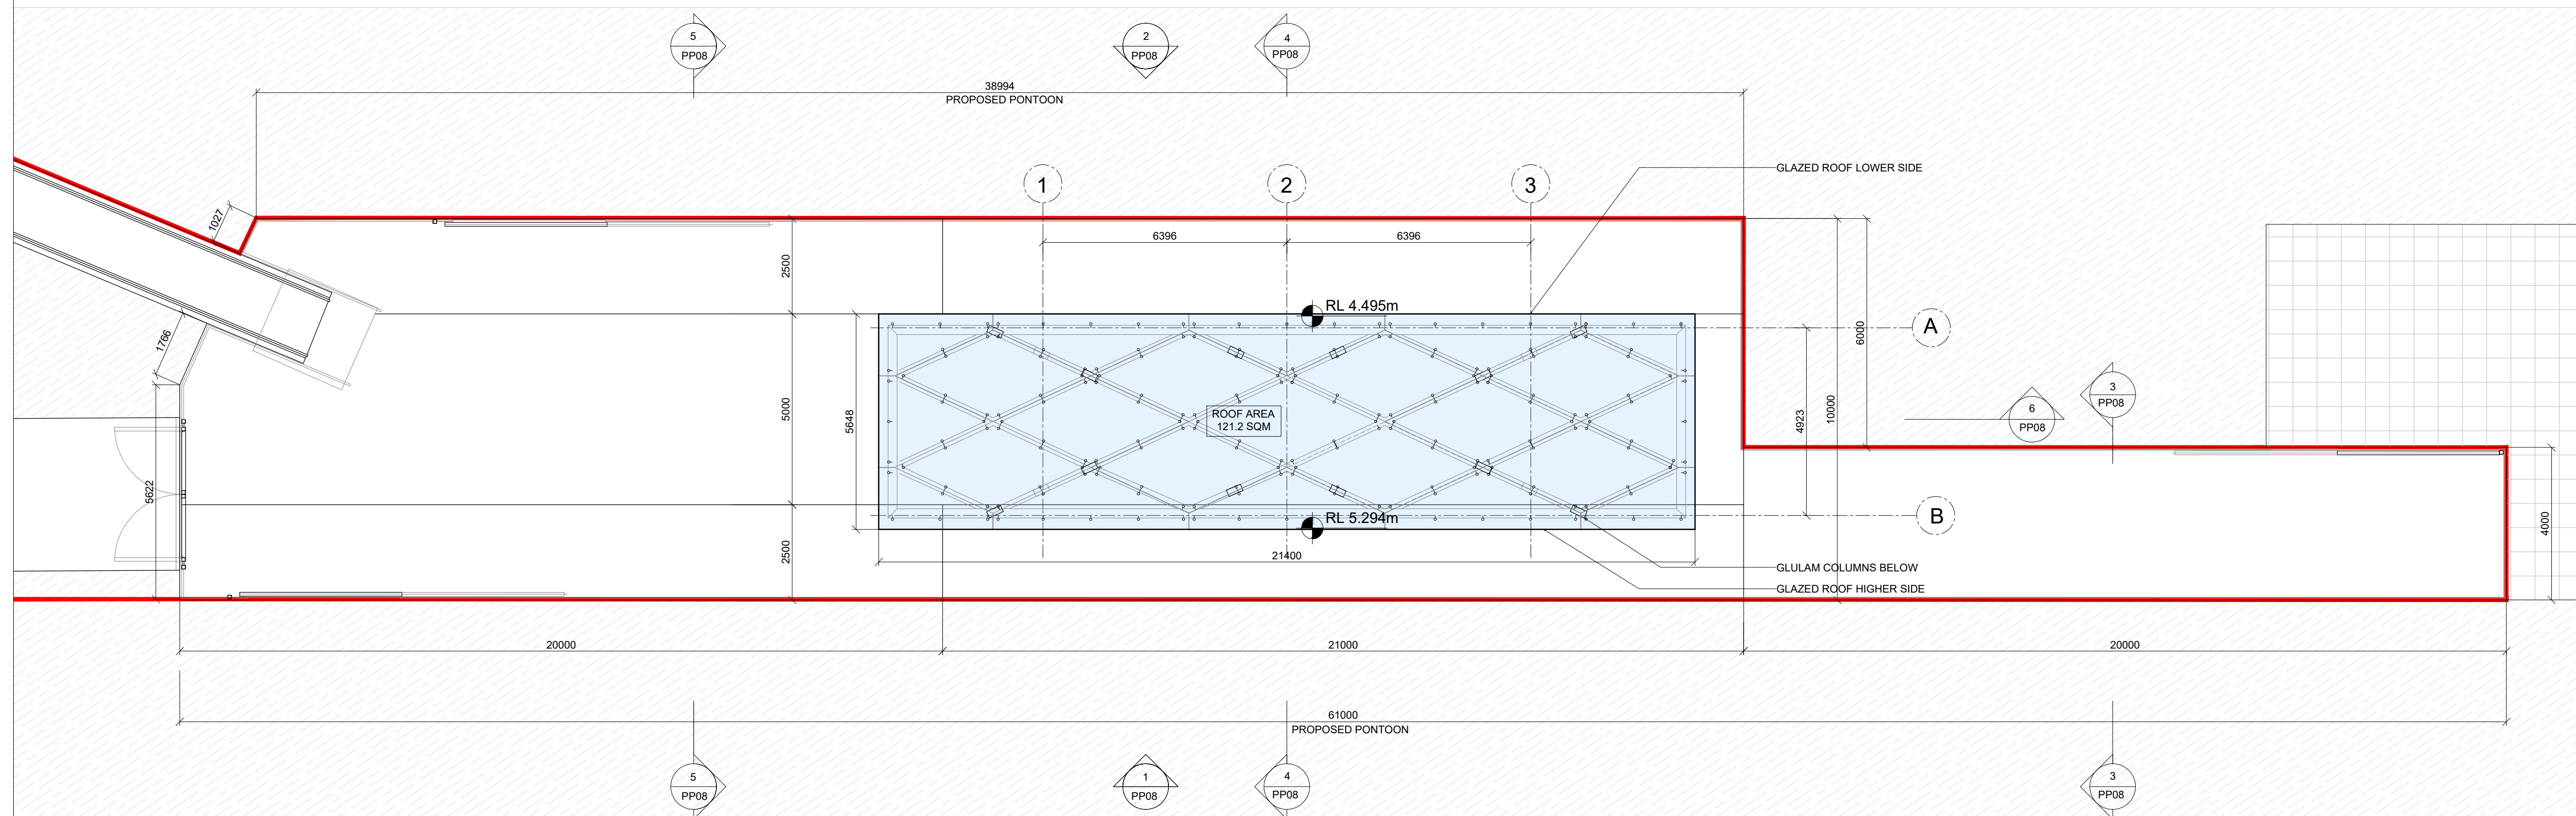 5
PP08
2
PP08
4
PP08
38994
PROPOSED PONTOON
GLAZED ROOF LOWER SIDE
1
2
3
1027
6396
6396
2500
RL 4.495m
A
6000
1766
3
PP08
6
PP08
5000
5648
ROOF AREA
121.2 SQM
4923
10000
5622
RL 5.294m
B
2500
4000
21400
GLULAM COLUMNS BELOW
GLAZED ROOF HIGHER SIDE
20000
21000
20000
61000
PROPOSED PONTOON
5
PP08
1
PP08
4
PP08
3
PP08